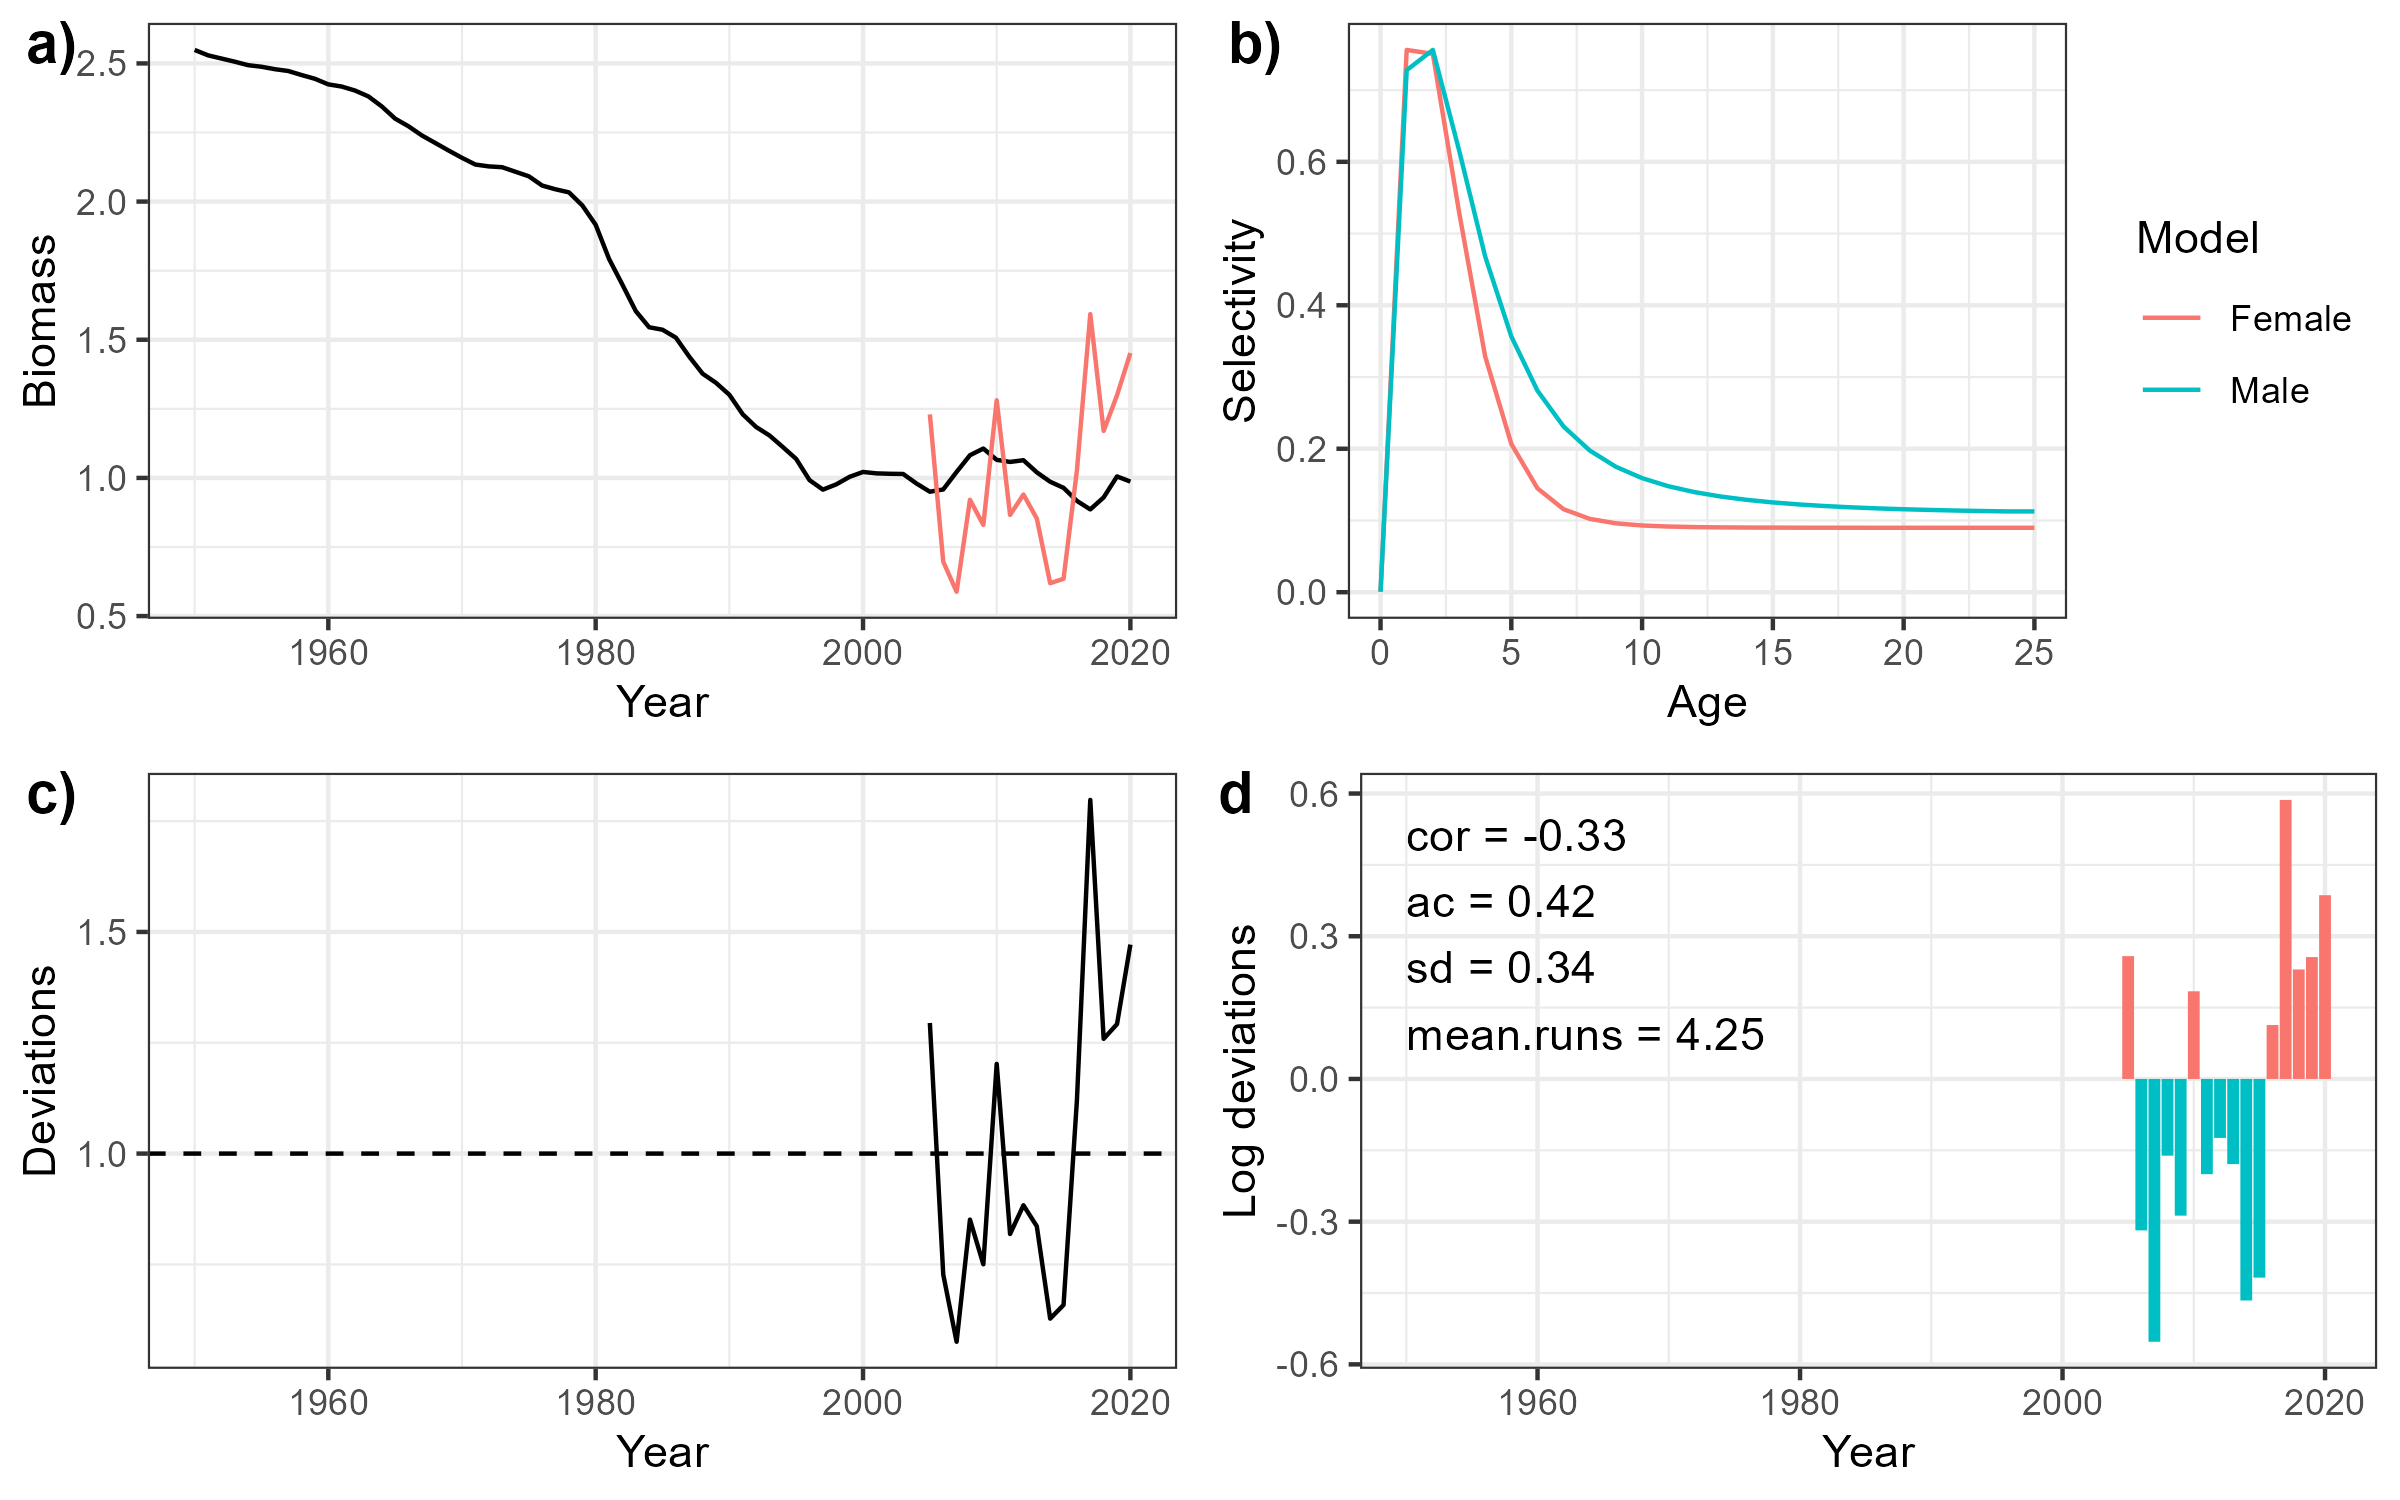 a)
2.5
2.0
1.5
1.0
0.5
Biomass
1960 1980 2000 2020
Year
b)
0.6
0.4
0.2
0.0
Selectivity
0 5 10 15 20 25
Age
Model
Female
Male
c)
1.5
1.0
Deviations
1960 1980 2000 2020
Year
d
0.6
0.3
0.0
-0.3
-0.6
Log deviations
cor = -0.33
ac = 0.42
sd = 0.34
mean.runs = 4.25
1960 1980 2000 2020
Year